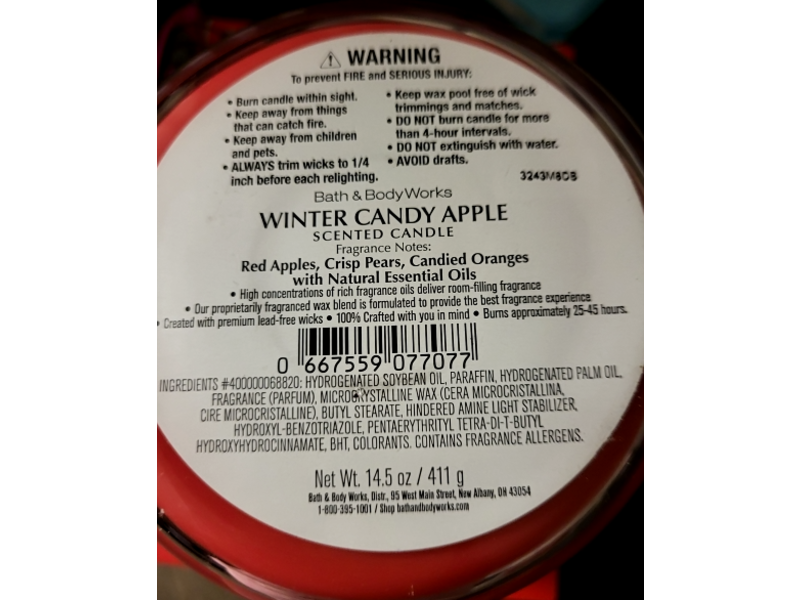 ⚠ WARNING
To prevent FIRE and SERIOUS INJURY:
• Burn candle within sight.
• Keep away from things
that can catch fire.
• Keep away from children
and pets.
• ALWAYS trim wicks to 1/4
inch before each relighting.
• Keep wax pool free of wick
trimmings and matches.
• DO NOT burn candle for more
than 4-hour intervals.
• DO NOT extinguish with water.
• AVOID drafts.
3243M8DB
Bath & Body Works
WINTER CANDY APPLE
SCENTED CANDLE
Fragrance Notes:
Red Apples, Crisp Pears, Candied Oranges
with Natural Essential Oils
• High concentrations of rich fragrance oils deliver room-filling fragrance
• Our proprietarily fragranced wax blend is formulated to provide the best fragrance experience
• Created with premium lead-free wicks • 100% Crafted with you in mind • Burns approximately 25-45 hours.
0 667559 077077
INGREDIENTS #400000068820: HYDROGENATED SOYBEAN OIL, PARAFFIN, HYDROGENATED PALM OIL,
FRAGRANCE (PARFUM), MICROCRYSTALLINE WAX (CERA MICROCRISTALLINA,
CIRE MICROCRISTALLINE), BUTYL STEARATE, HINDERED AMINE LIGHT STABILIZER,
HYDROXYL-BENZOTRIAZOLE, PENTAERYTHRITYL TETRA-DI-T-BUTYL
HYDROXYHYDROCINNAMATE, BHT, COLORANTS. CONTAINS FRAGRANCE ALLERGENS.
Net Wt. 14.5 oz / 411 g
Bath & Body Works, Distr., 95 West Main Street, New Albany, OH 43054
1-800-395-1001 / Shop bathandbodyworks.com